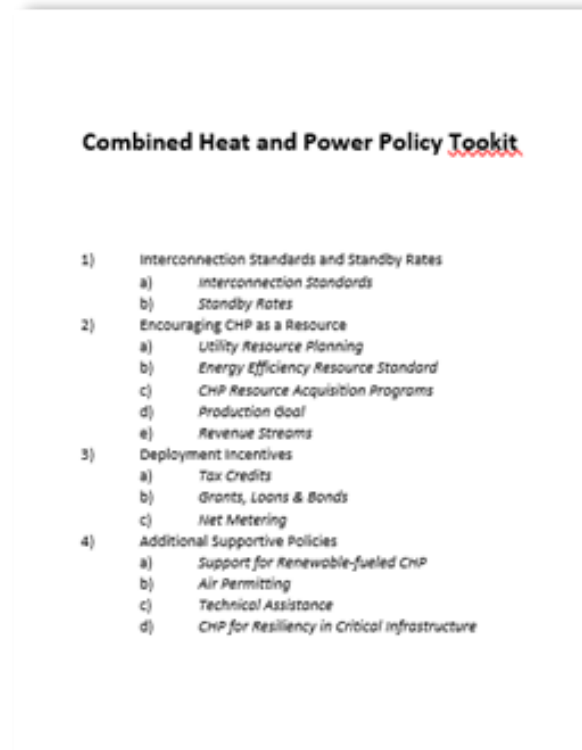 Combined Heat and Power Policy Tookit
1) Interconnection Standards and Standby Rates
a) Interconnection Standards
b) Standby Rates
2) Encouraging CHP as a Resource
a) Utility Resource Planning
b) Energy Efficiency Resource Standard
c) CHP Resource Acquisition Programs
d) Production Goal
e) Revenue Streams
3) Deployment Incentives
a) Tax Credits
b) Grants, Loans & Bonds
c) Net Metering
4) Additional Supportive Policies
a) Support for Renewable-fueled CHP
b) Air Permitting
c) Technical Assistance
d) CHP for Resiliency in Critical Infrastructure